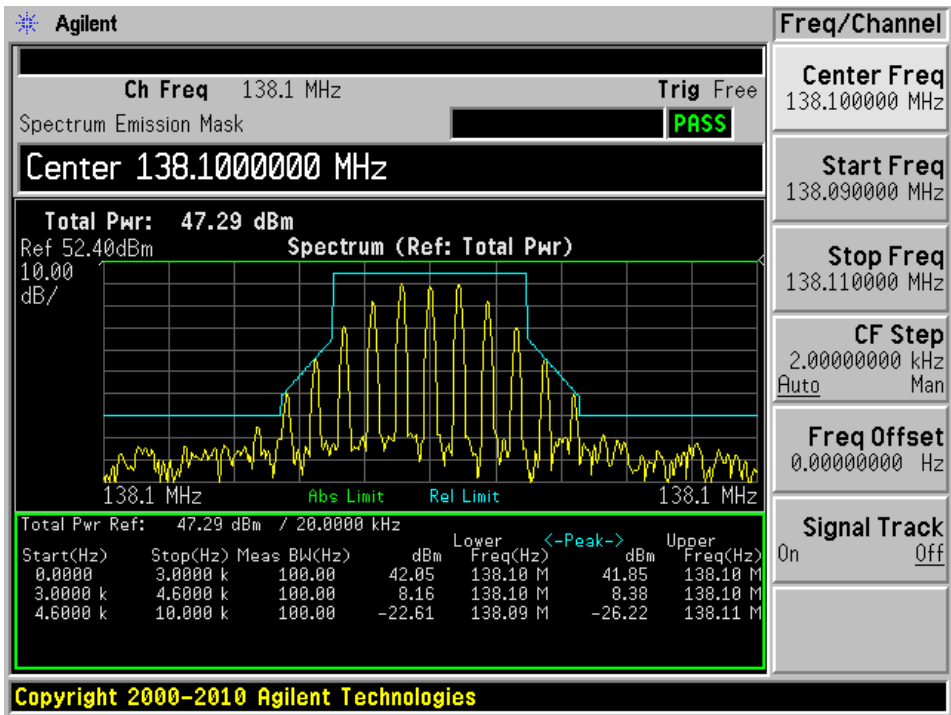 Agilent
Freq/Channel
Ch Freq 138.1 MHz Trig Free
Spectrum Emission Mask PASS
Center 138.1000000 MHz
Total Pwr: 47.29 dBm
Ref 52.40dBm Spectrum (Ref: Total Pwr)
10.00
dB/
138.1 MHz Abs Limit Rel Limit 138.1 MHz
Total Pwr Ref: 47.29 dBm / 20.0000 kHz
Lower <-Peak-> Upper
Start(Hz) Stop(Hz) Meas BW(Hz) dBm Freq(Hz) dBm Freq(Hz)
0.0000 3.0000 k 100.00 42.05 138.10 M 41.85 138.10 M
3.0000 k 4.6000 k 100.00 8.16 138.10 M 8.38 138.10 M
4.6000 k 10.000 k 100.00 -22.61 138.09 M -26.22 138.11 M
Center Freq
138.100000 MHz
Start Freq
138.090000 MHz
Stop Freq
138.110000 MHz
CF Step
2.00000000 kHz
Auto Man
Freq Offset
0.00000000 Hz
Signal Track
On Off
Copyright 2000-2010 Agilent Technologies